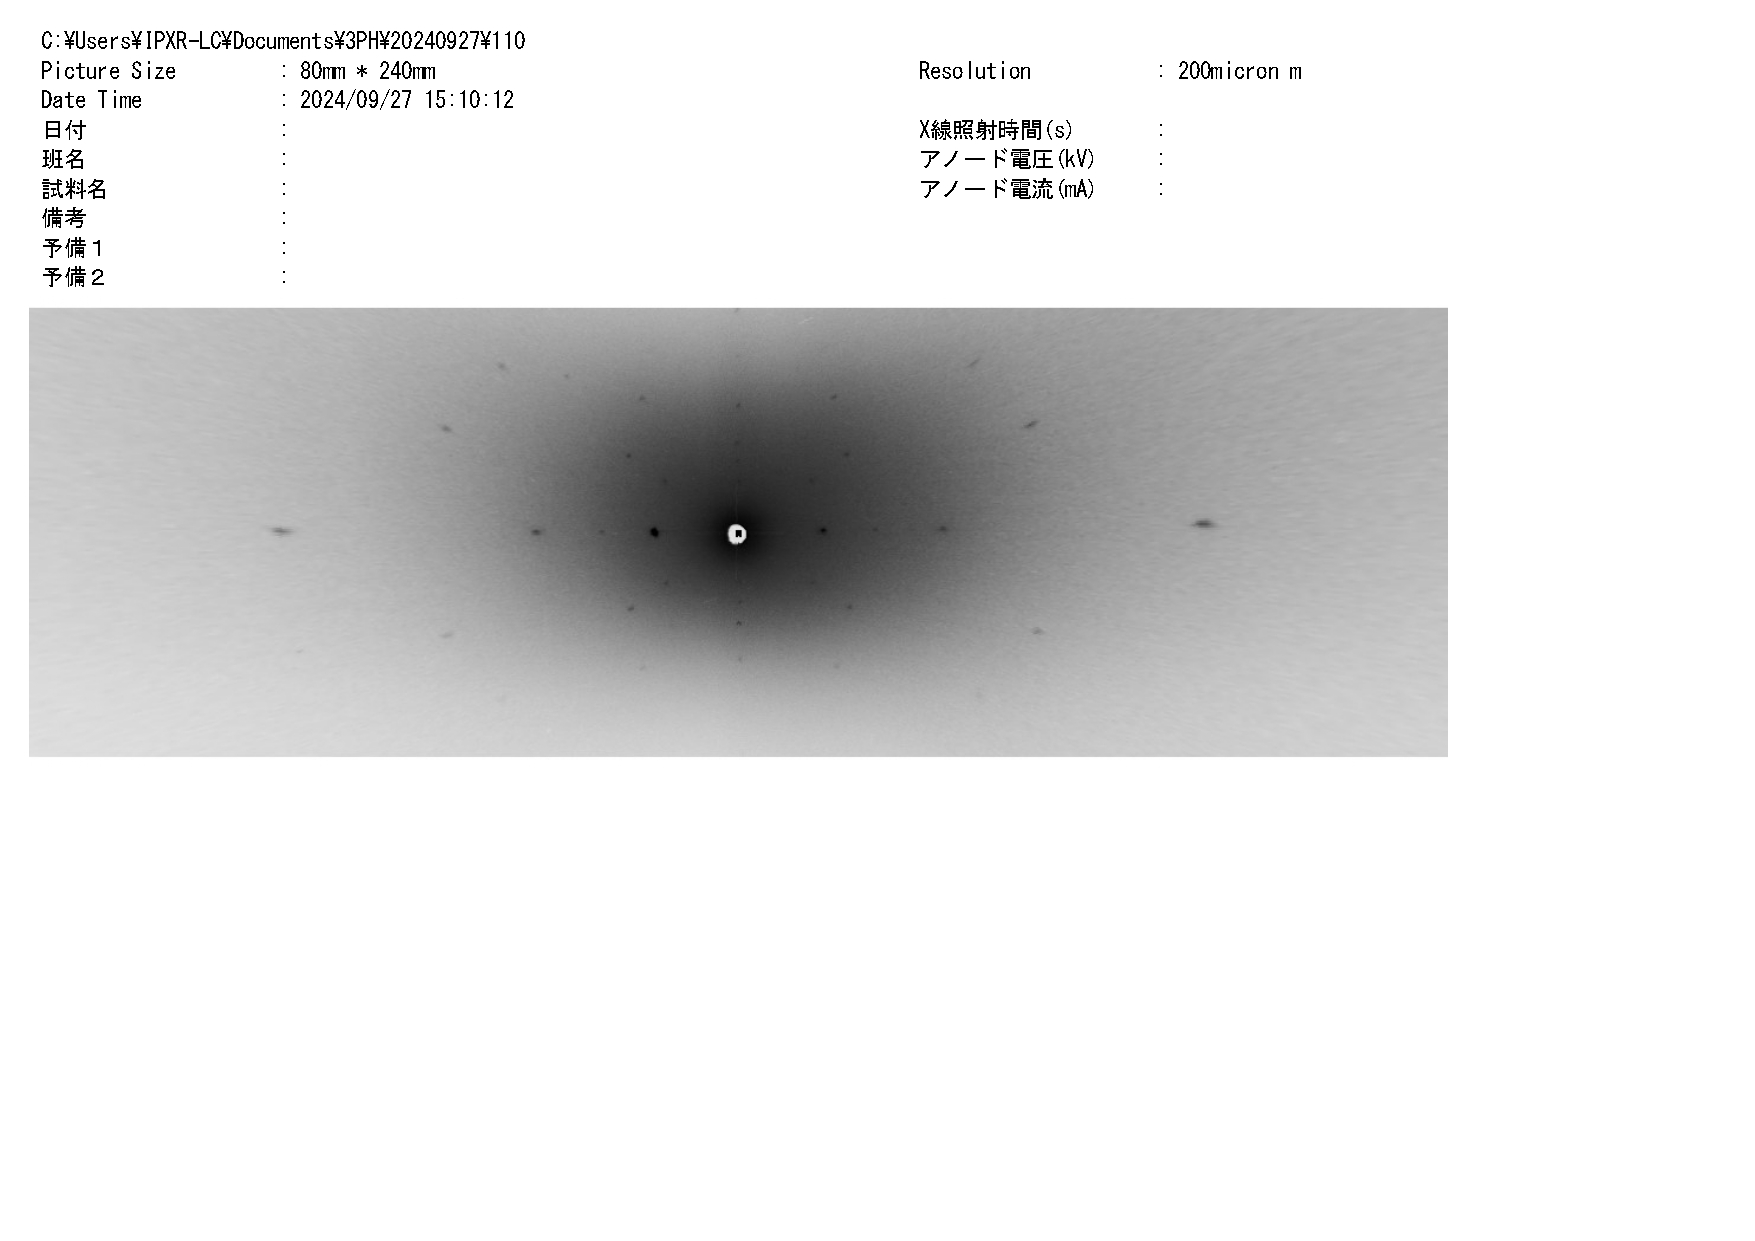 C:¥Users¥IPXR-LC¥Documents¥3PH¥20240927¥110
Picture Size : 80mm * 240mm Resolution : 200micron m
Date Time : 2024/09/27 15:10:12
日付 : X線照射時間(s) :
班名 : アノード電圧(kV) :
試料名 : アノード電流(mA) :
備考 :
予備１ :
予備２ :